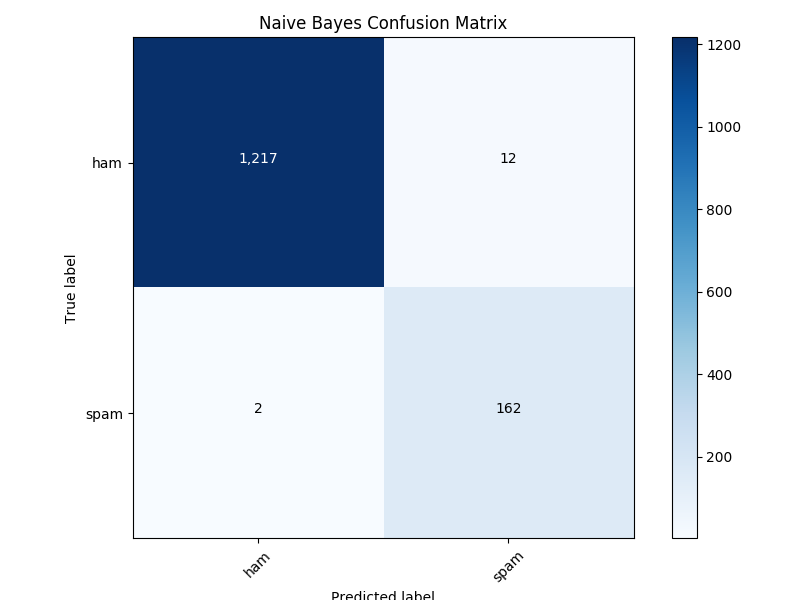 Naive Bayes Confusion Matrix
True label
ham
spam
1,217
12
2
162
ham
spam
Predicted label
1200
1000
800
600
400
200